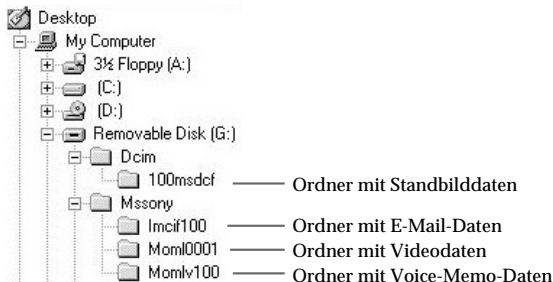 Desktop
My Computer
3½ Floppy (A:)
(C:)
(D:)
Removable Disk (G:)
Dcim
100msdcf Ordner mit Standbilddaten
Mssony
Imcif100 Ordner mit E-Mail-Daten
Moml0001 Ordner mit Videodaten
Momlv100 Ordner mit Voice-Memo-Daten